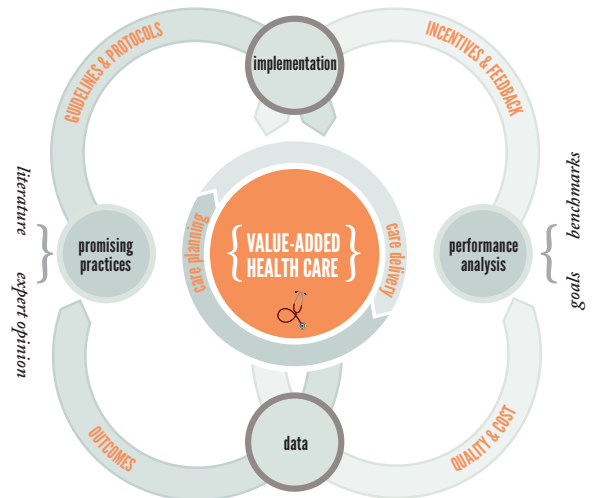 GUIDELINES & PROTOCOLS
INCENTIVES & FEEDBACK
implementation
literature
expert opinion
promising
practices
care planning
{ VALUE-ADDED
HEALTH CARE }
care delivery
performance
analysis
benchmarks
goals
OUTCOMES
data
QUALITY & COST